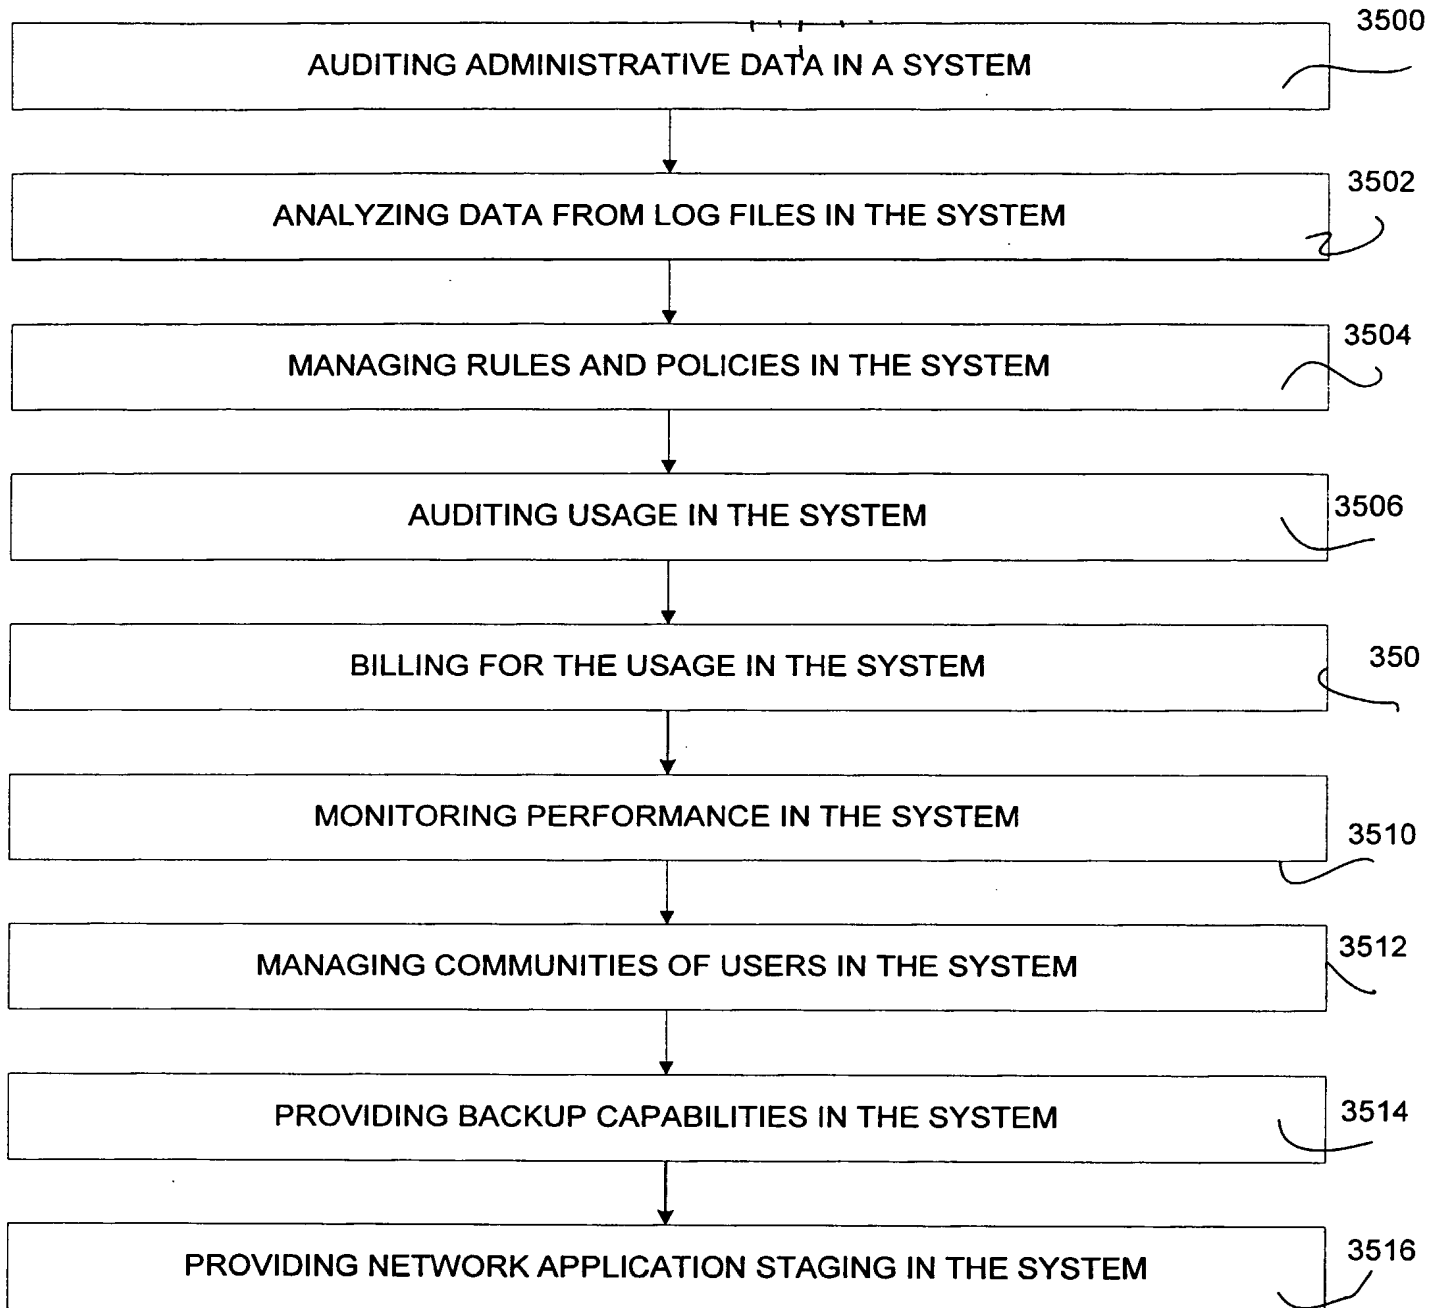 3500
AUDITING ADMINISTRATIVE DATA IN A SYSTEM
3502
ANALYZING DATA FROM LOG FILES IN THE SYSTEM
3504
MANAGING RULES AND POLICIES IN THE SYSTEM
3506
AUDITING USAGE IN THE SYSTEM
350
BILLING FOR THE USAGE IN THE SYSTEM
MONITORING PERFORMANCE IN THE SYSTEM
3510
3512
MANAGING COMMUNITIES OF USERS IN THE SYSTEM
3514
PROVIDING BACKUP CAPABILITIES IN THE SYSTEM
3516
PROVIDING NETWORK APPLICATION STAGING IN THE SYSTEM